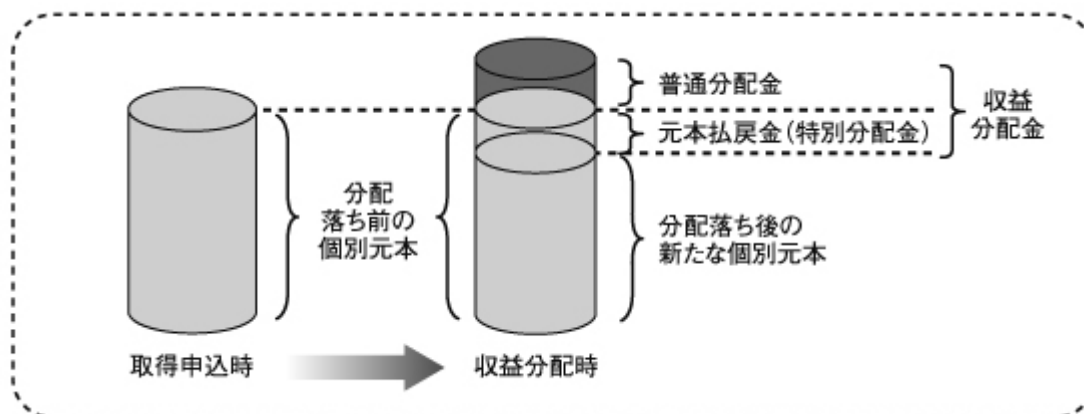 普通分配金
元本払戻金(特別分配金)
収益
分配金
分配
落ち前の
個別元本
分配落ち後の
新たな個別元本
取得申込時
収益分配時